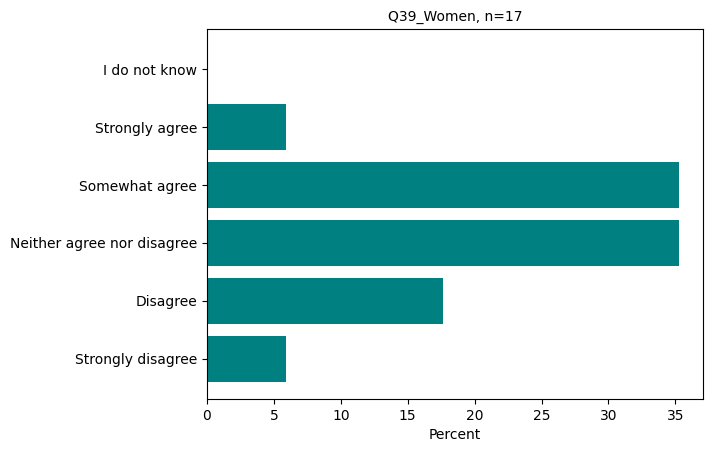 Q39_Women, n=17
I do not know
Strongly agree
Somewhat agree
Neither agree nor disagree
Disagree
Strongly disagree
0 5 10 15 20 25 30 35
Percent